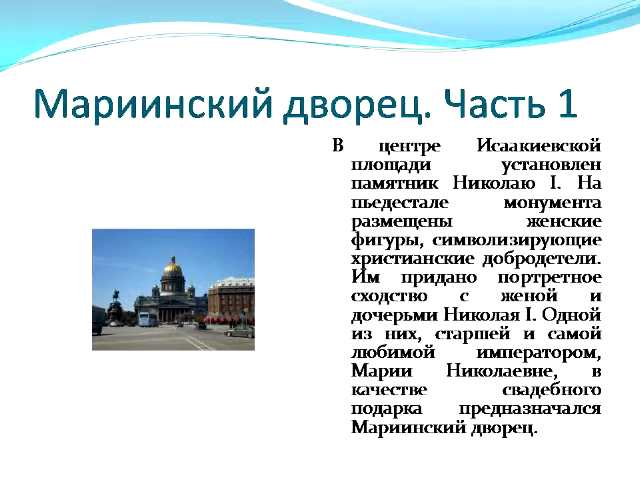 Мариинский дворец. Часть 1
В центре Исаакиевской
площади установлен
памятник Николаю I. На
пьедестале монумента
размещены женские
фигуры, символизирующие
христианские добродетели.
Им придано портретное
сходство с женой и
дочерьми Николая I. Одной
из них, старшей и самой
любимой императором,
Марии Николаевне, в
качестве свадебного
подарка предназначался
Мариинский дворец.